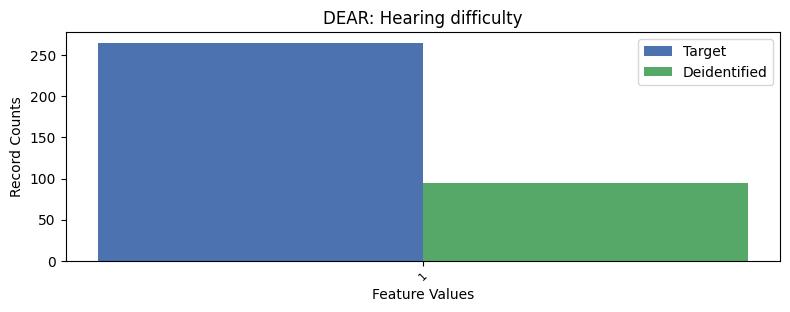 DEAR: Hearing difficulty
Target
Deidentified
Record Counts
250
200
150
100
50
0
1
Feature Values